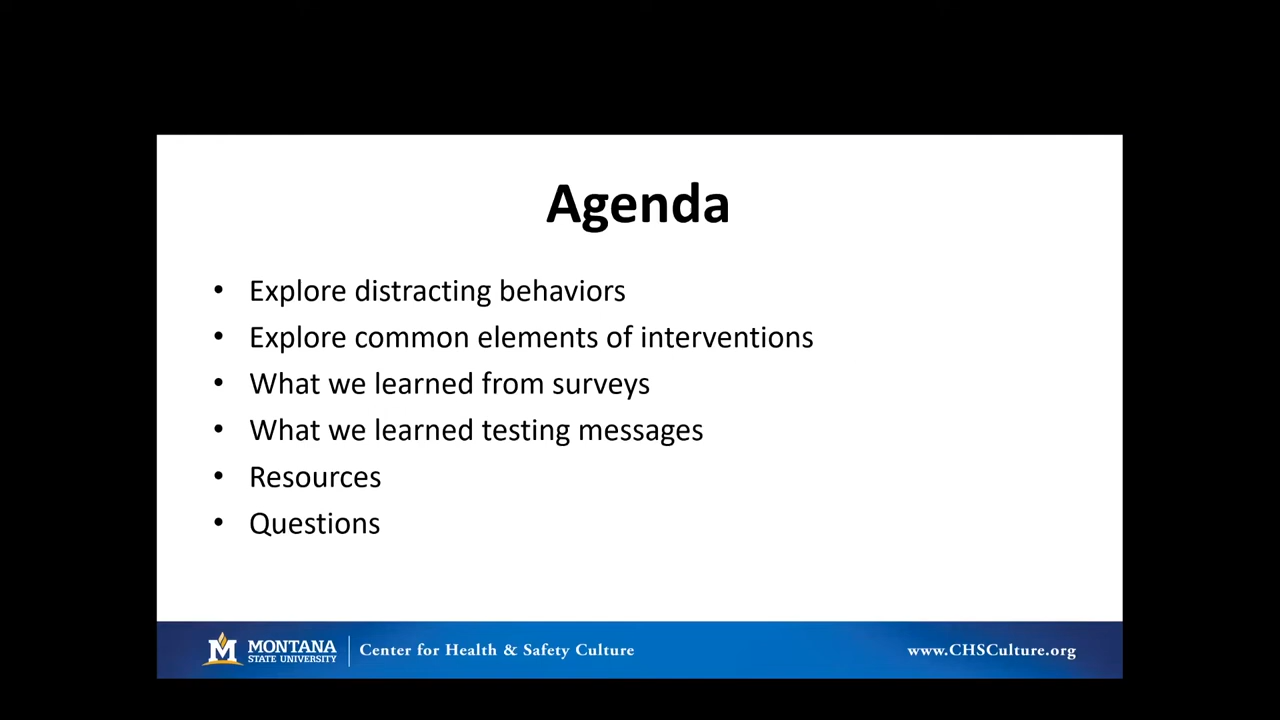 Agenda
• Explore distracting behaviors
• Explore common elements of interventions
• What we learned from surveys
• What we learned testing messages
• Resources
• Questions
M MONTANA
STATE UNIVERSITY
Center for Health & Safety Culture
www.CHSCulture.org